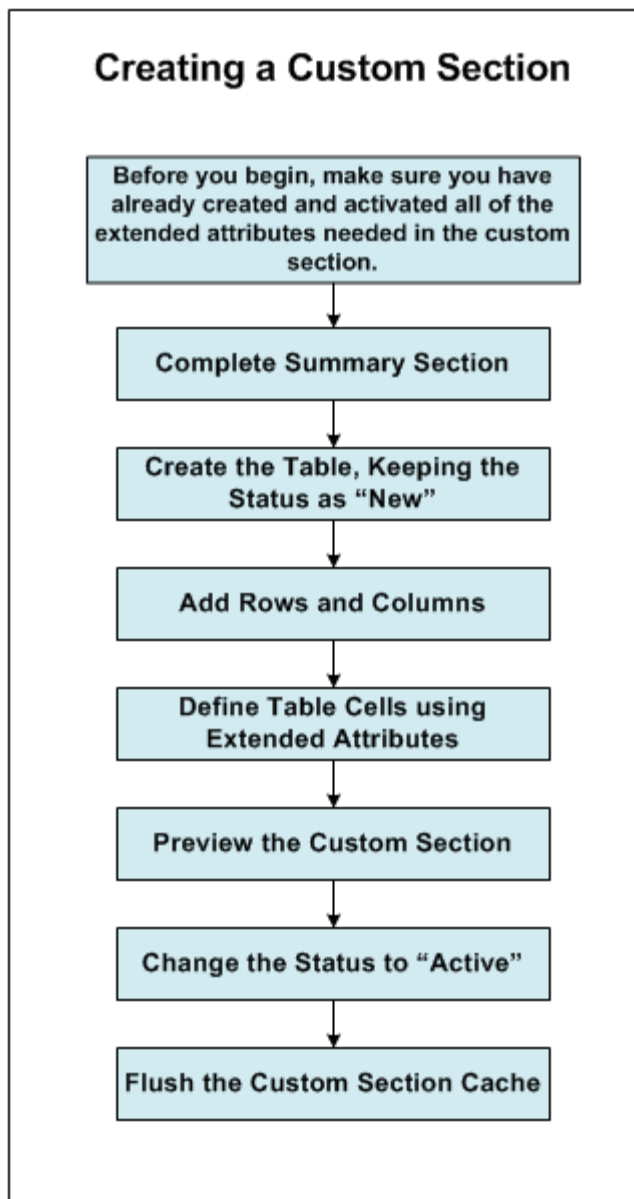 Creating a Custom Section
Before you begin, make sure you have
already created and activated all of the
extended attributes needed in the custom
section.
Complete Summary Section
Create the Table, Keeping the
Status as “New”
Add Rows and Columns
Define Table Cells using
Extended Attributes
Preview the Custom Section
Change the Status to “Active”
Flush the Custom Section Cache